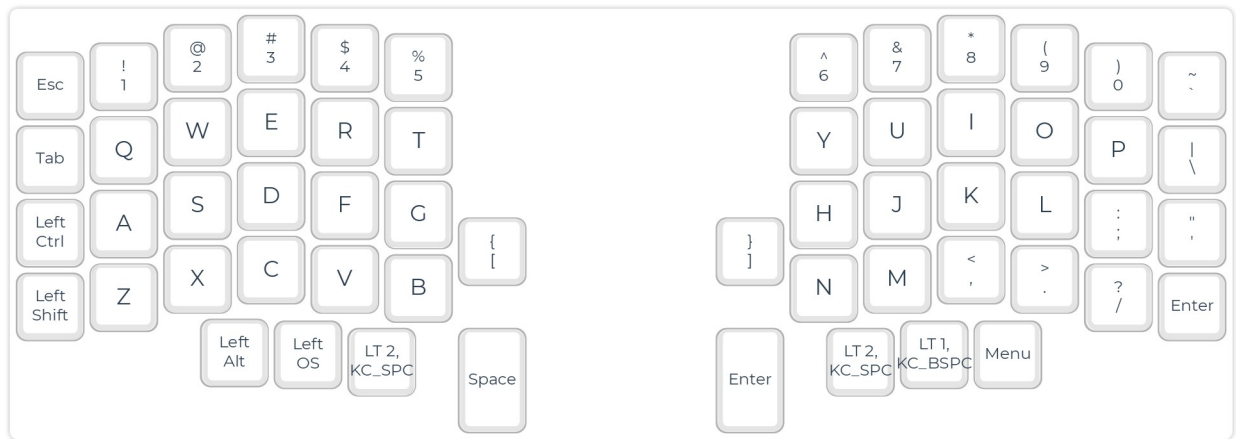 Esc
!
1
@
2
#
3
$
4
%
5
^
6
&
7
*
8
(
9
)
0
~
`
Tab
Q
W
E
R
T
Y
U
I
O
P
|
\
Left
Ctrl
A
S
D
F
G
{
[
}
]
H
J
K
L
:
;
"
'
Left
Shift
Z
X
C
V
B
N
M
<
,
>
.
?
/
Enter
Left
Alt
Left
OS
LT 2,
KC_SPC
Space
Enter
LT 2,
KC_SPC
LT 1,
KC_BSPC
Menu